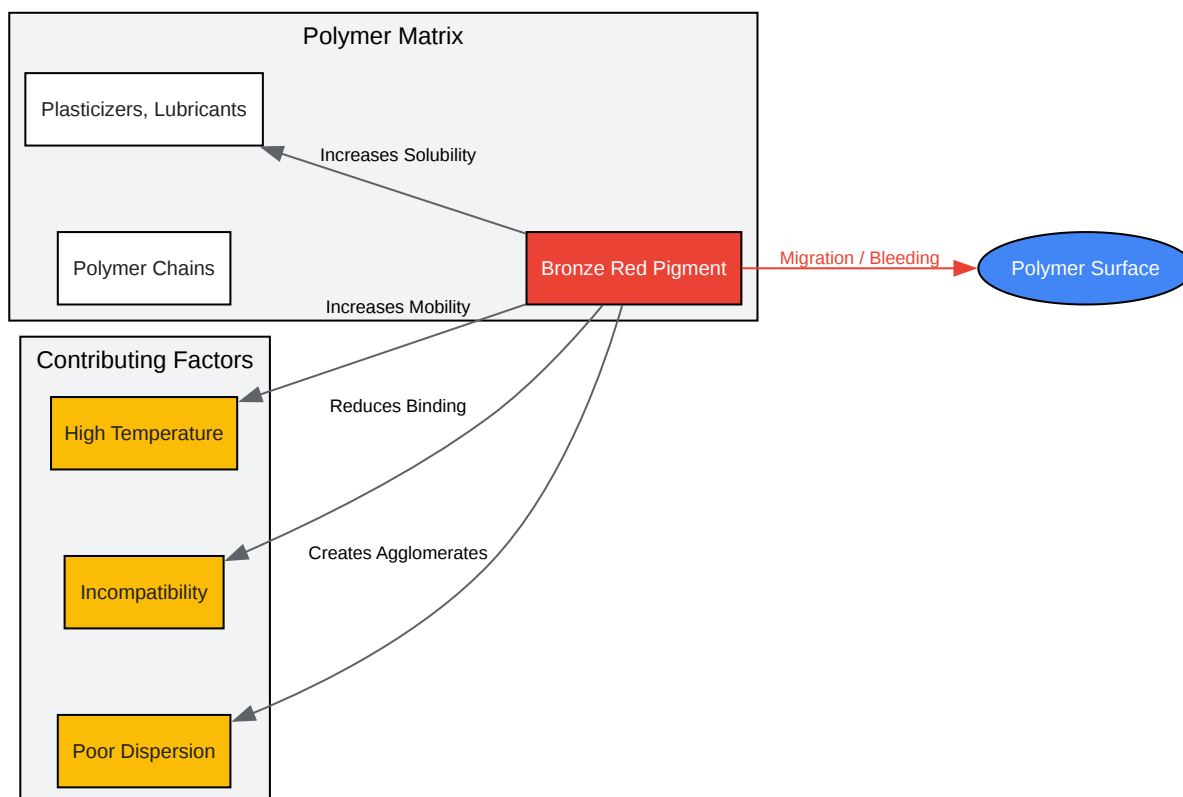 Polymer Matrix
Plasticizers, Lubricants
Increases Solubility
Polymer Chains
Bronze Red Pigment
Migration / Bleeding
Polymer Surface
Increases Mobility
Contributing Factors
High Temperature
Reduces Binding
Creates Agglomerates
Incompatibility
Poor Dispersion